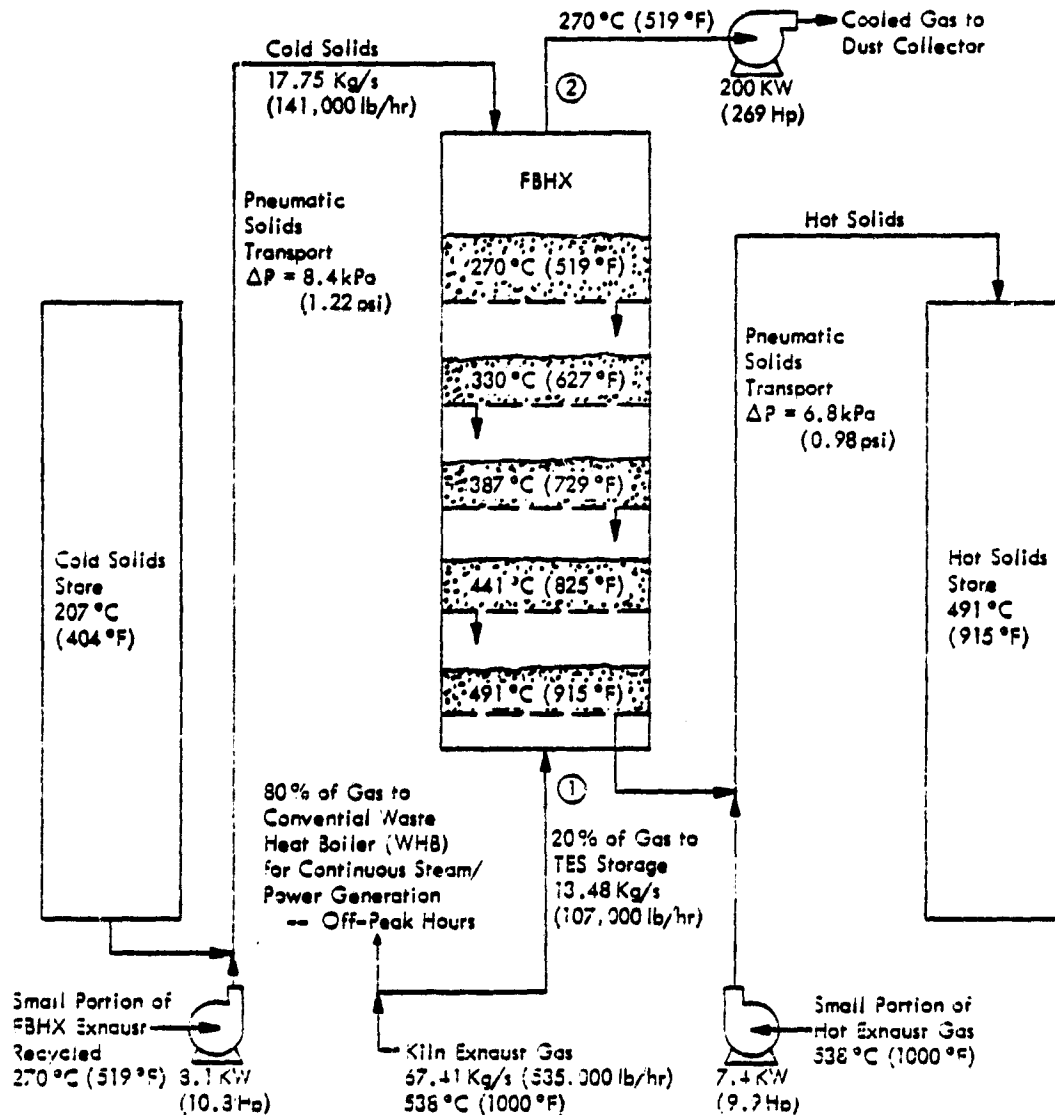 270 °C (519 °F)
Cooled Gas to
Dust Collector
200 KW
(269 Hp)
Cold Solids
17.75 Kg/s
(141,000 lb/hr)
②
FBHX
Pneumatic
Solids
Transport
ΔP = 8.4 kPa
(1.22 psi)
Hot Solids
270 °C (519 °F)
330 °C (627 °F)
387 °C (729 °F)
441 °C (825 °F)
491 °C (915 °F)
Pneumatic
Solids
Transport
ΔP = 6.8 kPa
(0.98 psi)
Cold Solids
Store
207 °C
(404 °F)
Hot Solids
Store
491 °C
(915 °F)
①
80% of Gas to
Convential Waste
Heat Boiler (WHB)
for Continuous Steam/
Power Generation
-- Off-Peak Hours
20% of Gas to
TES Storage
13.48 Kg/s
(107,000 lb/hr)
Small Portion of
FBHX Exhaust
Recycled
270 °C (519 °F)
KW
(10.3 Hp)
Kiln Exhaust Gas
67.41 Kg/s (535,000 lb/hr)
538 °C (1000 °F)
7.4 KW
(9.9 Hp)
Small Portion of
Hot Exhaust Gas
538 °C (1000 °F)